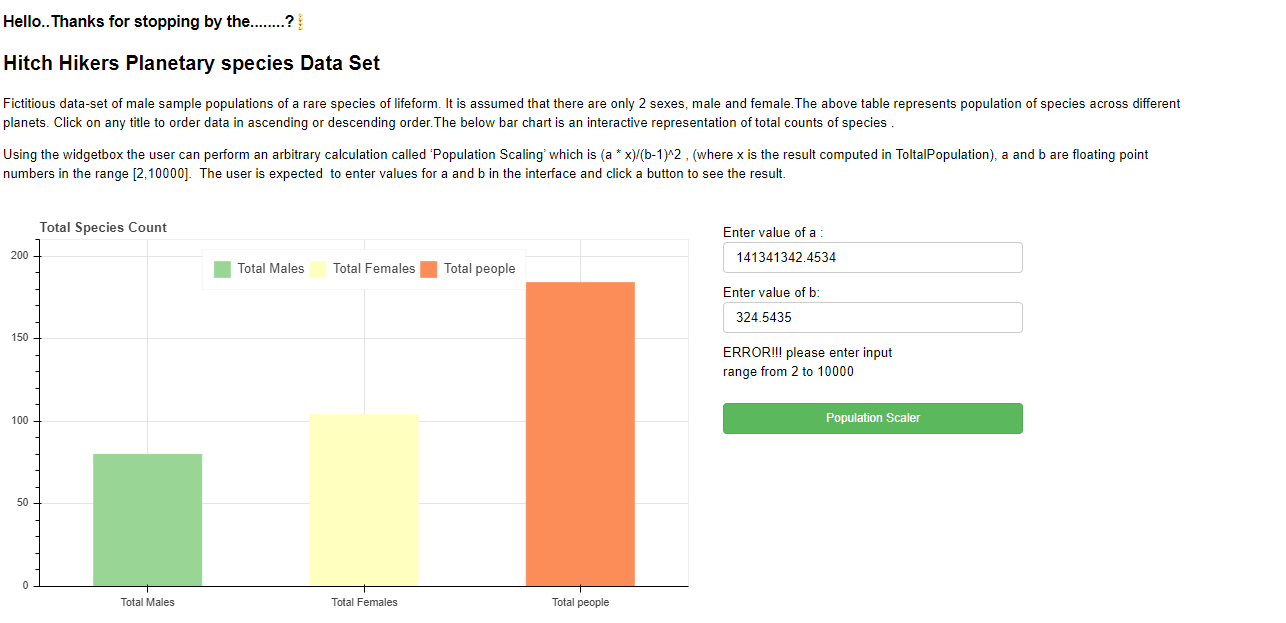 Hello..Thanks for stopping by the........?
Hitch Hikers Planetary species Data Set
Fictitious data-set of male sample populations of a rare species of lifeform. It is assumed that there are only 2 sexes, male and female.The above table represents population of species across different
planets. Click on any title to order data in ascending or descending order.The below bar chart is an interactive representation of total counts of species .
Using the widgetbox the user can perform an arbitrary calculation called 'Population Scaling' which is (a * x)/(b-1)^2 , (where x is the result computed in ToltalPopulation), a and b are floating point
numbers in the range [2,10000].  The user is expected  to enter values for a and b in the interface and click a button to see the result.
Total Species Count
200
150
100
50
0
Total Males Total Females Total people
Total Males
Total Females
Total people
Enter value of a :
141341342.4534
Enter value of b:
324.5435
ERROR!!! please enter input
range from 2 to 10000
Population Scaler